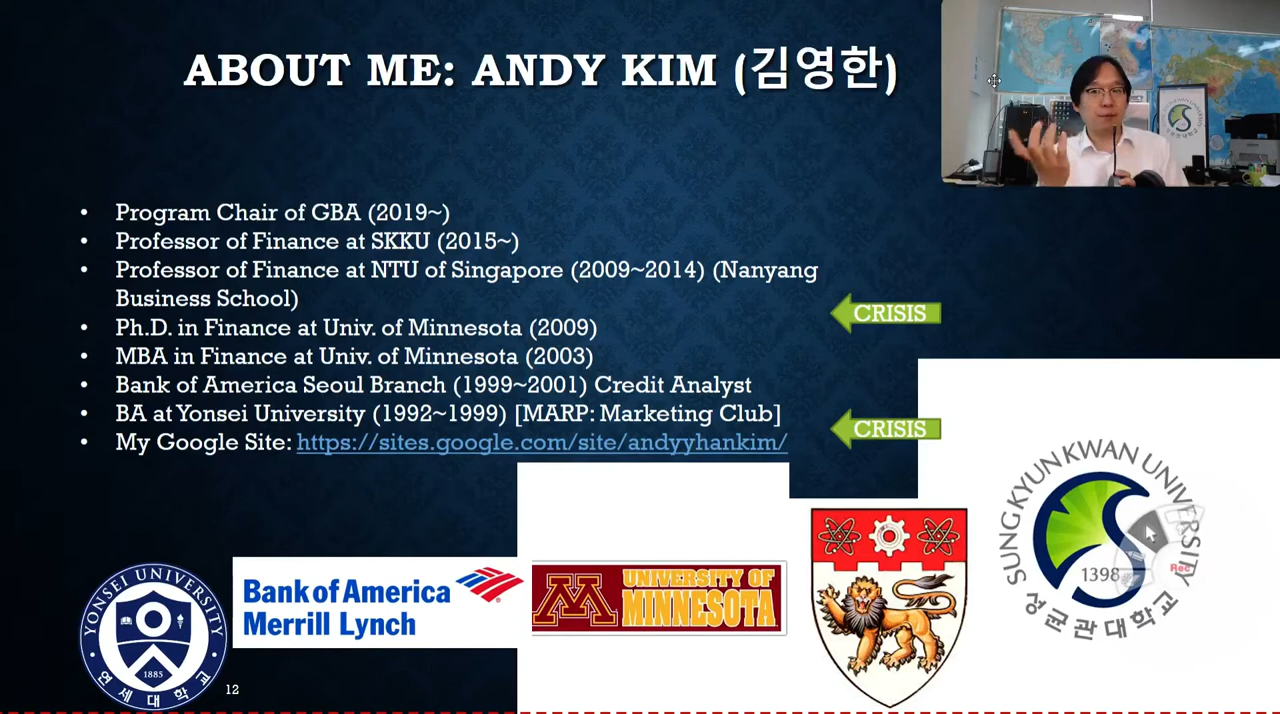 ABOUT ME: ANDY KIM (김영한)
• Program Chair of GBA (2019~)
• Professor of Finance at SKKU (2015~)
• Professor of Finance at NTU of Singapore (2009~2014) (Nanyang
Business School)
CRISIS
• Ph.D. in Finance at Univ. of Minnesota (2009)
• MBA in Finance at Univ. of Minnesota (2003)
• Bank of America Seoul Branch (1999~2001) Credit Analyst
• BA at Yonsei University (1992~1999) [MARP: Marketing Club]
CRISIS
• My Google Site: https://sites.google.com/site/andyyhankim/
YONSEI UNIVERSITY
1885
연세대학교
12
Bank of America
Merrill Lynch
M
UNIVERSITY OF
MINNESOTA
SUNGKYUNKWAN UNIVERSITY
1398
성균관대학교
Rec